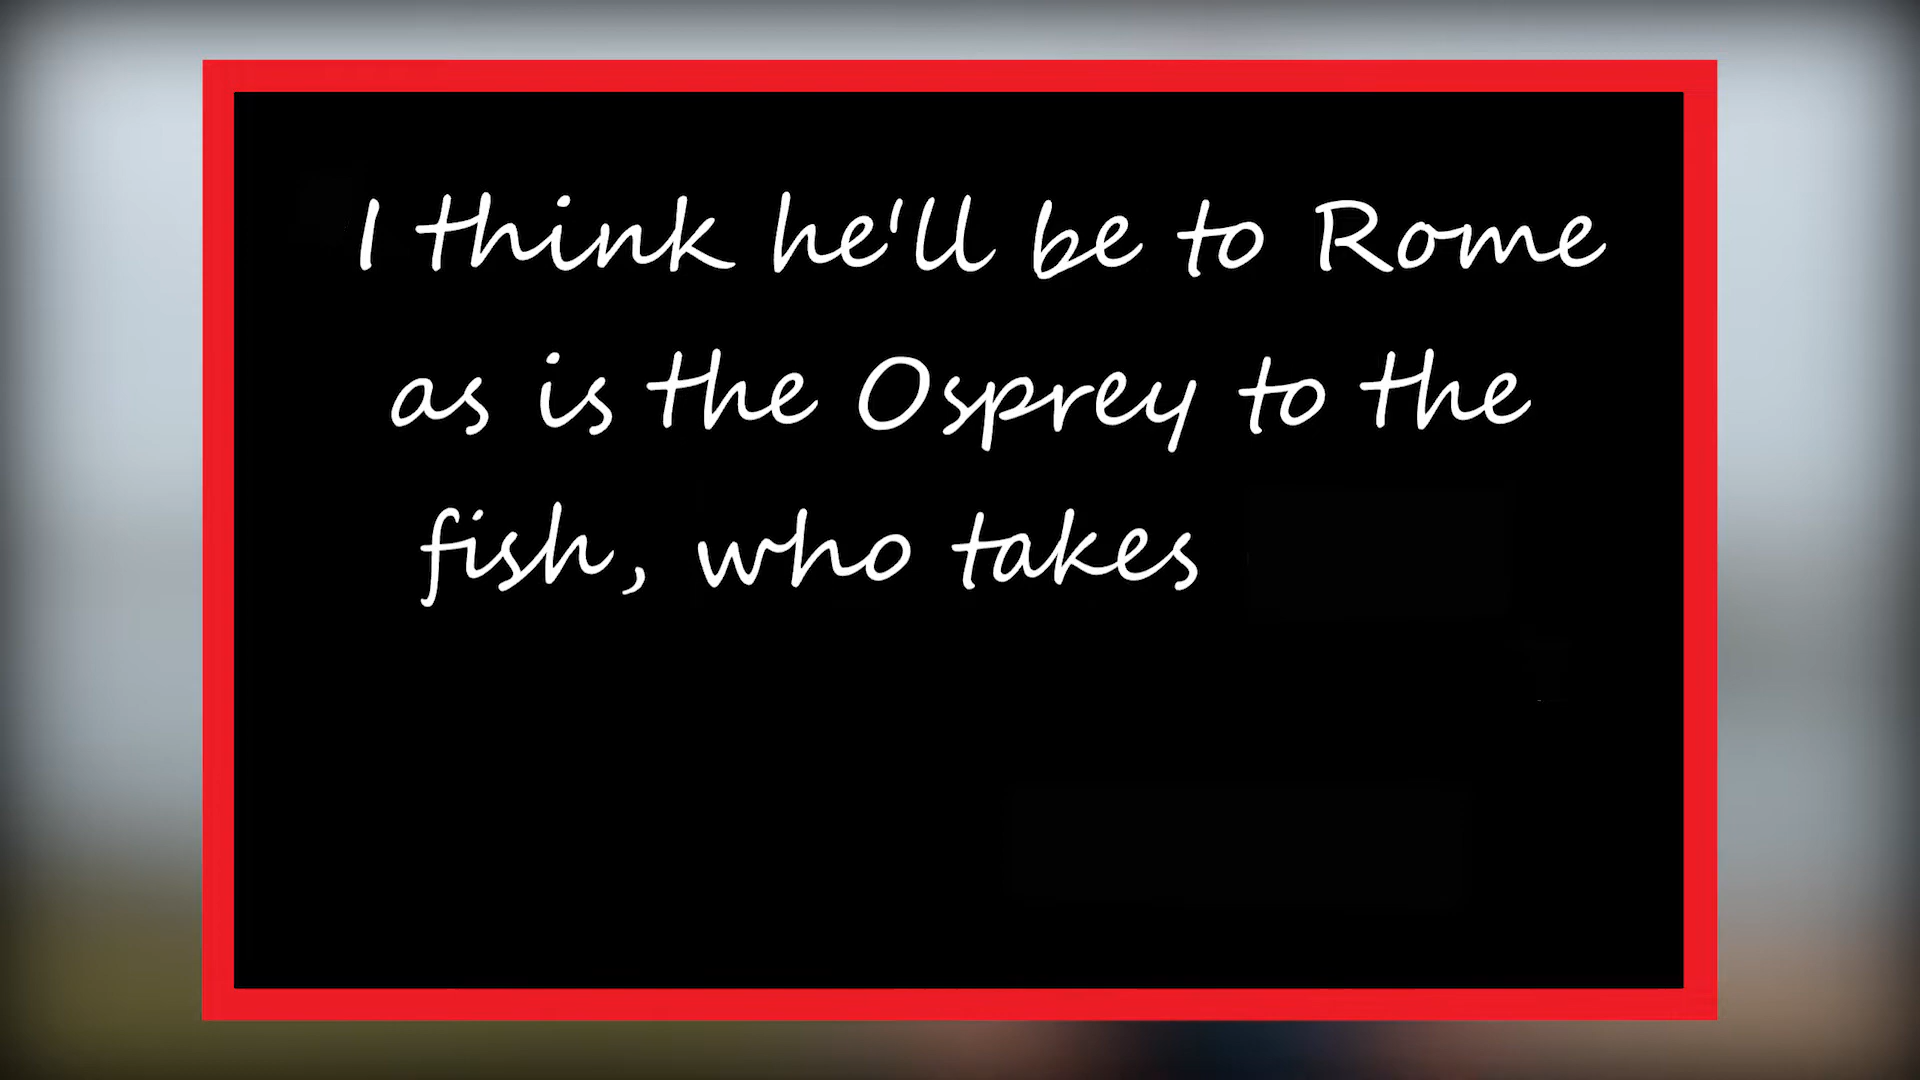 I think he'll be to Rome
as is the Osprey to the
fish, who takes